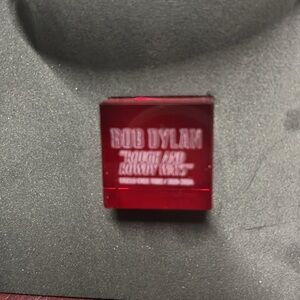 BOB DYLAN
"ROUGH AND
ROWDY WAYS"